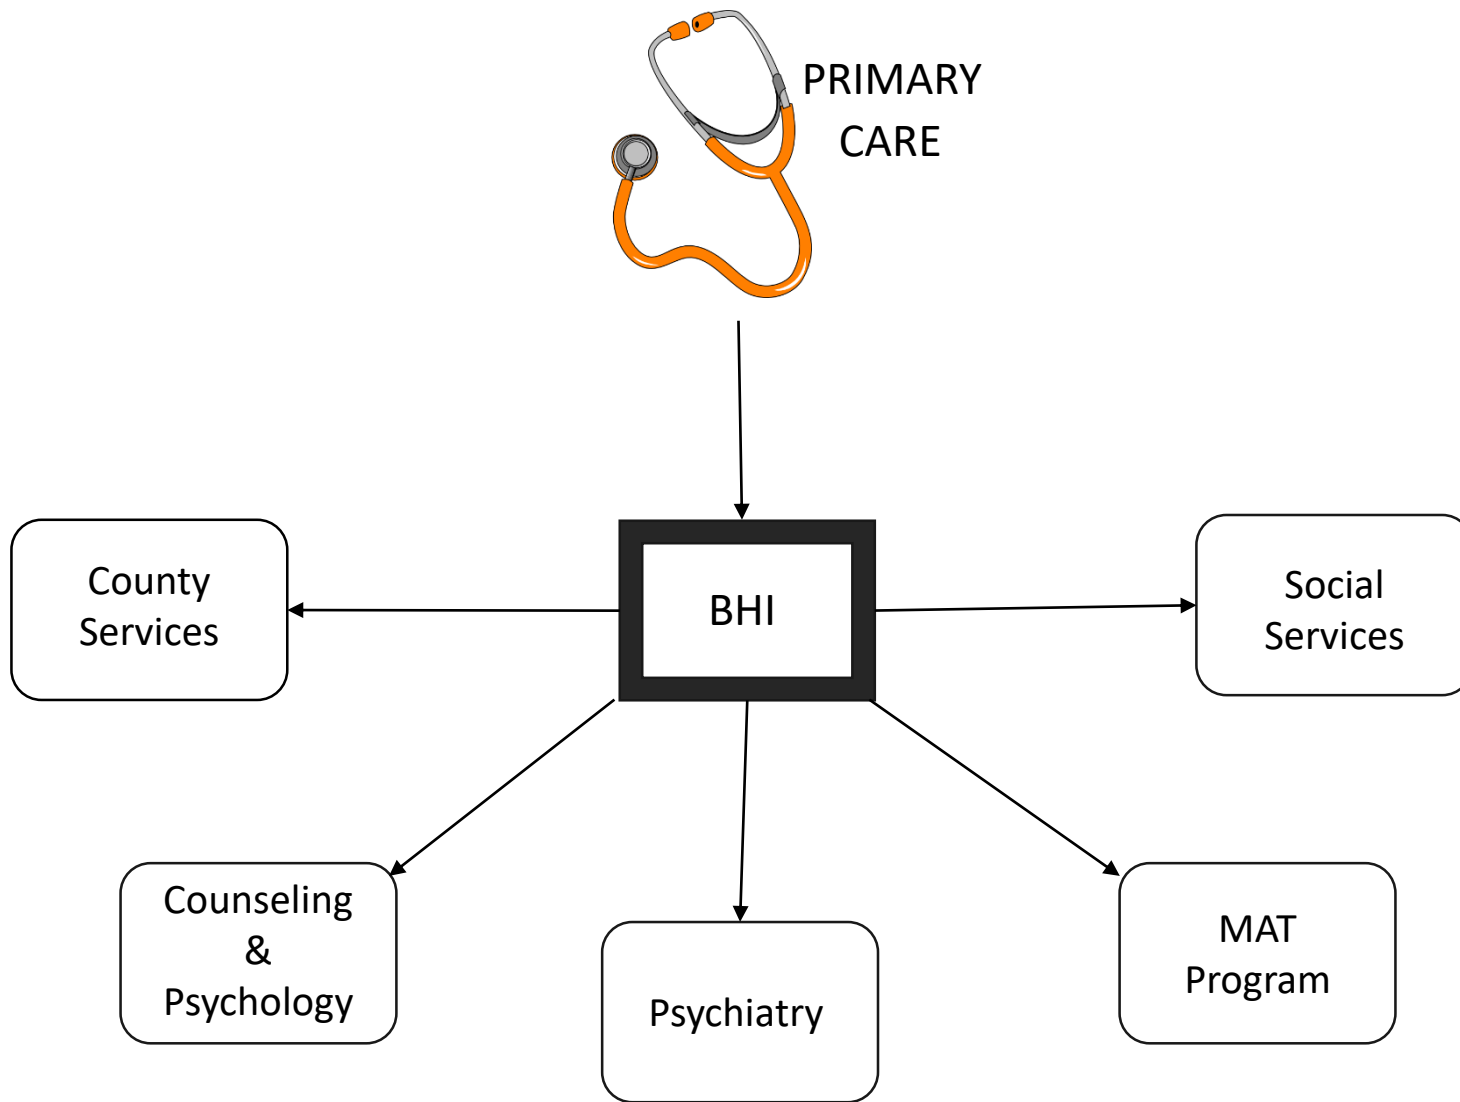 PRIMARY
CARE
County
Services
BHI
Social
Services
Counseling
&
Psychology
Psychiatry
MAT
Program